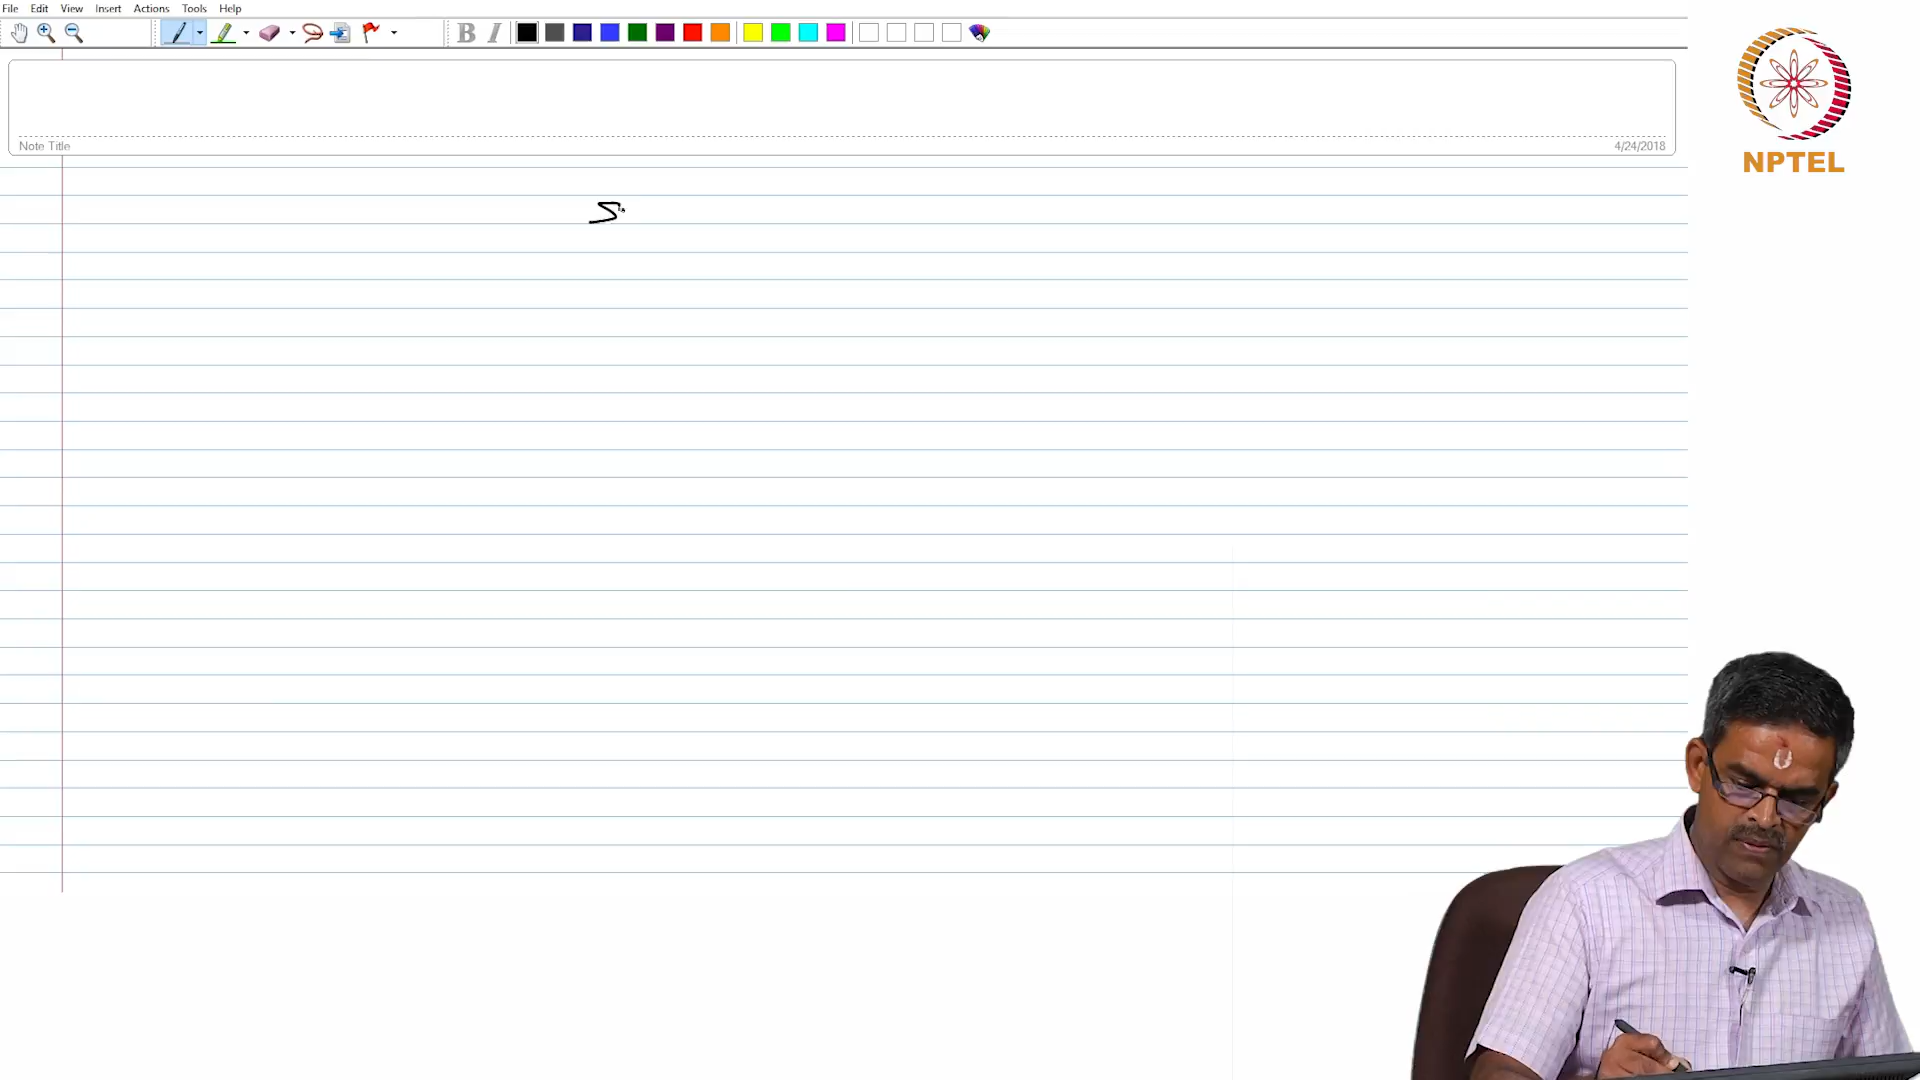 File Edit View Insert Actions Tools Help
B I
Note Title
4/24/2018
S
NPTEL